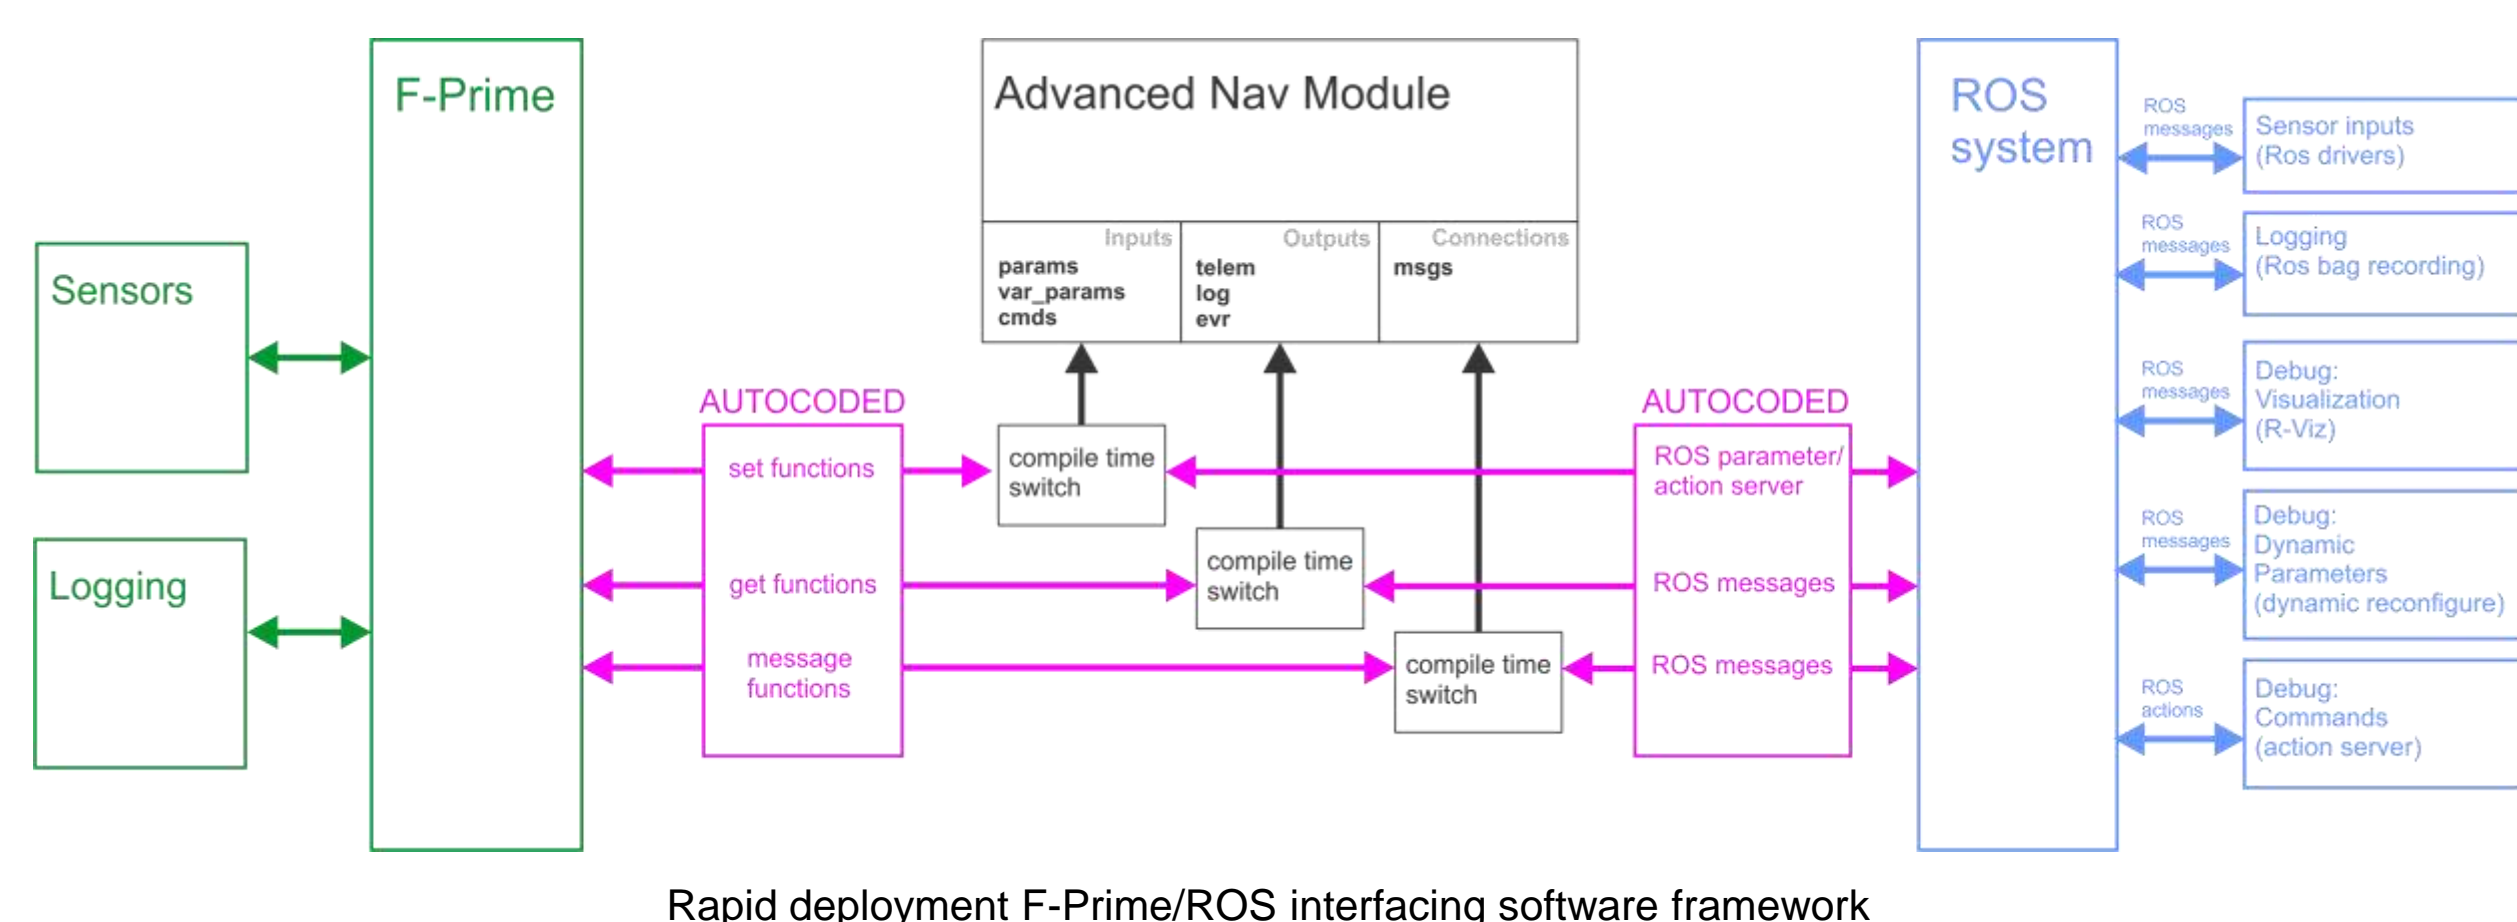 F-Prime
Sensors
Logging
Advanced Nav Module
Inputs
params
var_params
cmds
Outputs
telem
log
evr
Connections
msgs
AUTOCODED
set functions
get functions
message
functions
compile time
switch
compile time
switch
compile time
switch
AUTOCODED
ROS parameter/
action server
ROS messages
ROS messages
ROS
system
ROS
messages
Sensor inputs
(Ros drivers)
ROS
messages
Logging
(Ros bag recording)
ROS
messages
Debug:
Visualization
(R-Viz)
ROS
messages
Debug:
Dynamic
Parameters
(dynamic reconfigure)
ROS
actions
Debug:
Commands
(action server)
Rapid deployment F-Prime/ROS interfacing software framework